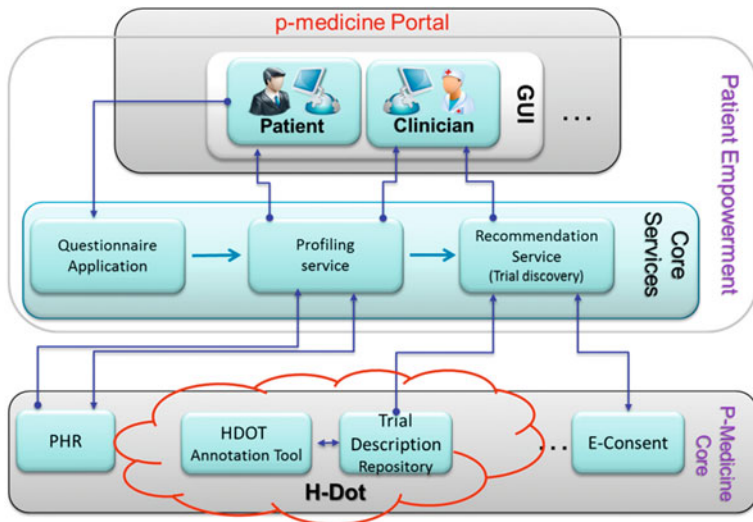 p-medicine Portal
Patient
Clinician
GUI
...
Patient Empowerment
Questionnaire
Application
Profiling
service
Recommendation
Service
(Trial discovery)
Core
Services
PHR
HDOT
Annotation Tool
Trial
Description
Repository
...
E-Consent
H-Dot
P-Medicine
Core